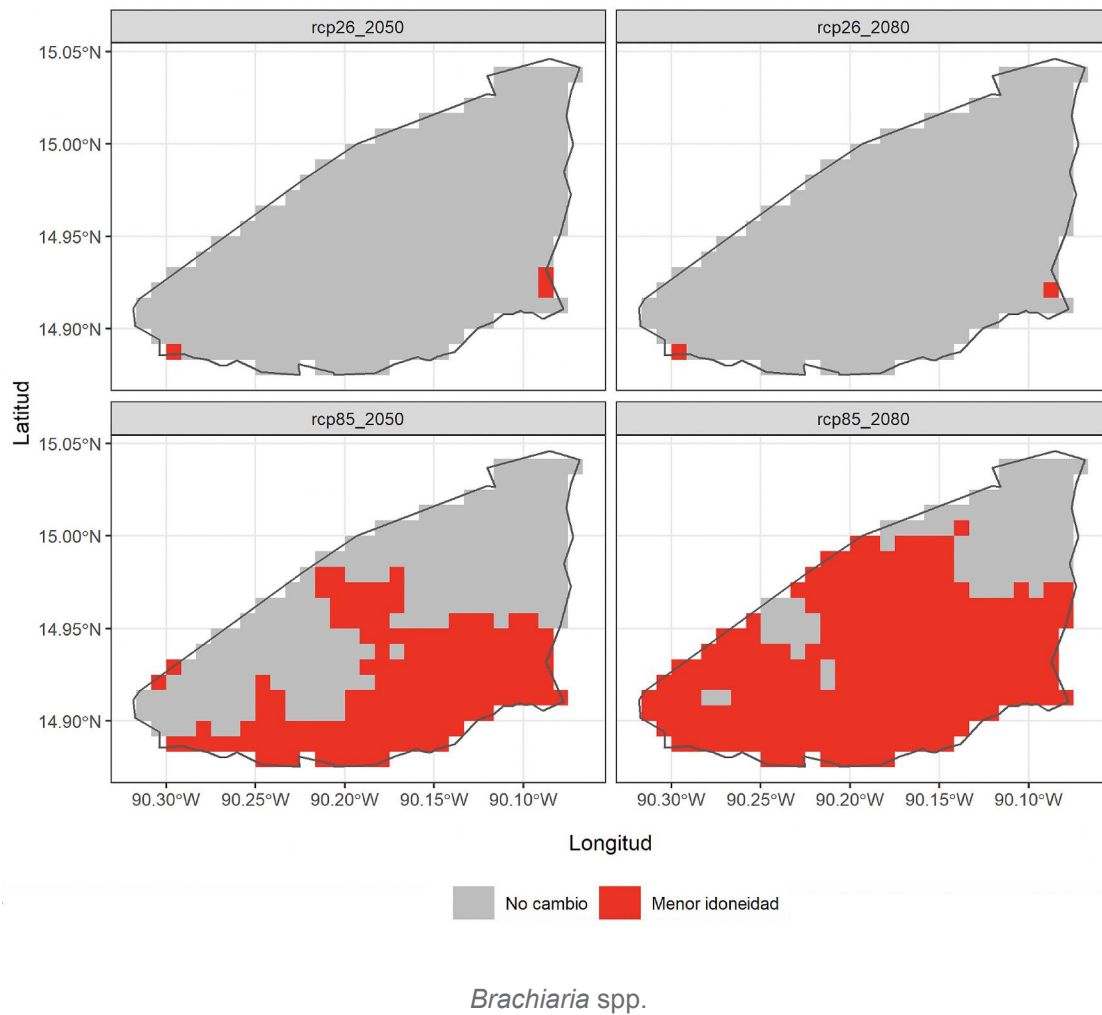 rcp26_2050
rcp26_2080
15.05°N
15.00°N
14.95°N
14.90°N
rcp85_2050
rcp85_2080
15.05°N
15.00°N
14.95°N
14.90°N
Latitud
90.30°W 90.25°W 90.20°W 90.15°W 90.10°W
90.30°W 90.25°W 90.20°W 90.15°W 90.10°W
Longitud
No cambio Menor idoneidad
Brachiaria spp.